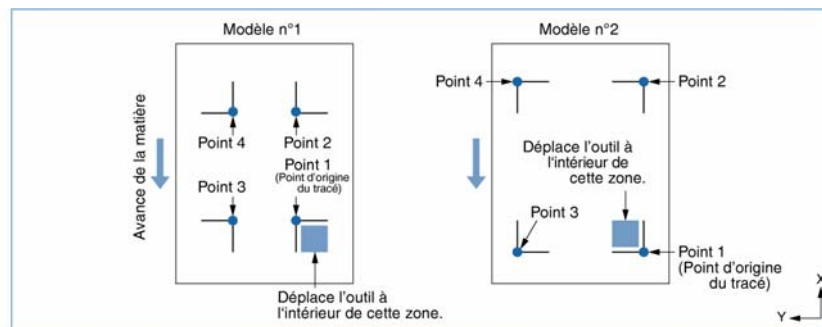 Modèle n°1
Avance de la matière
Point 4
Point 2
Point 3
Point 1
(Point d'origine
du tracé)
Déplace l'outil à
l'intérieur de cette zone.
Modèle n°2
Point 4
Point 2
Déplace l'outil à
l'intérieur de
cette zone.
Point 3
Point 1
(Point d'origine
du tracé)
X
Y